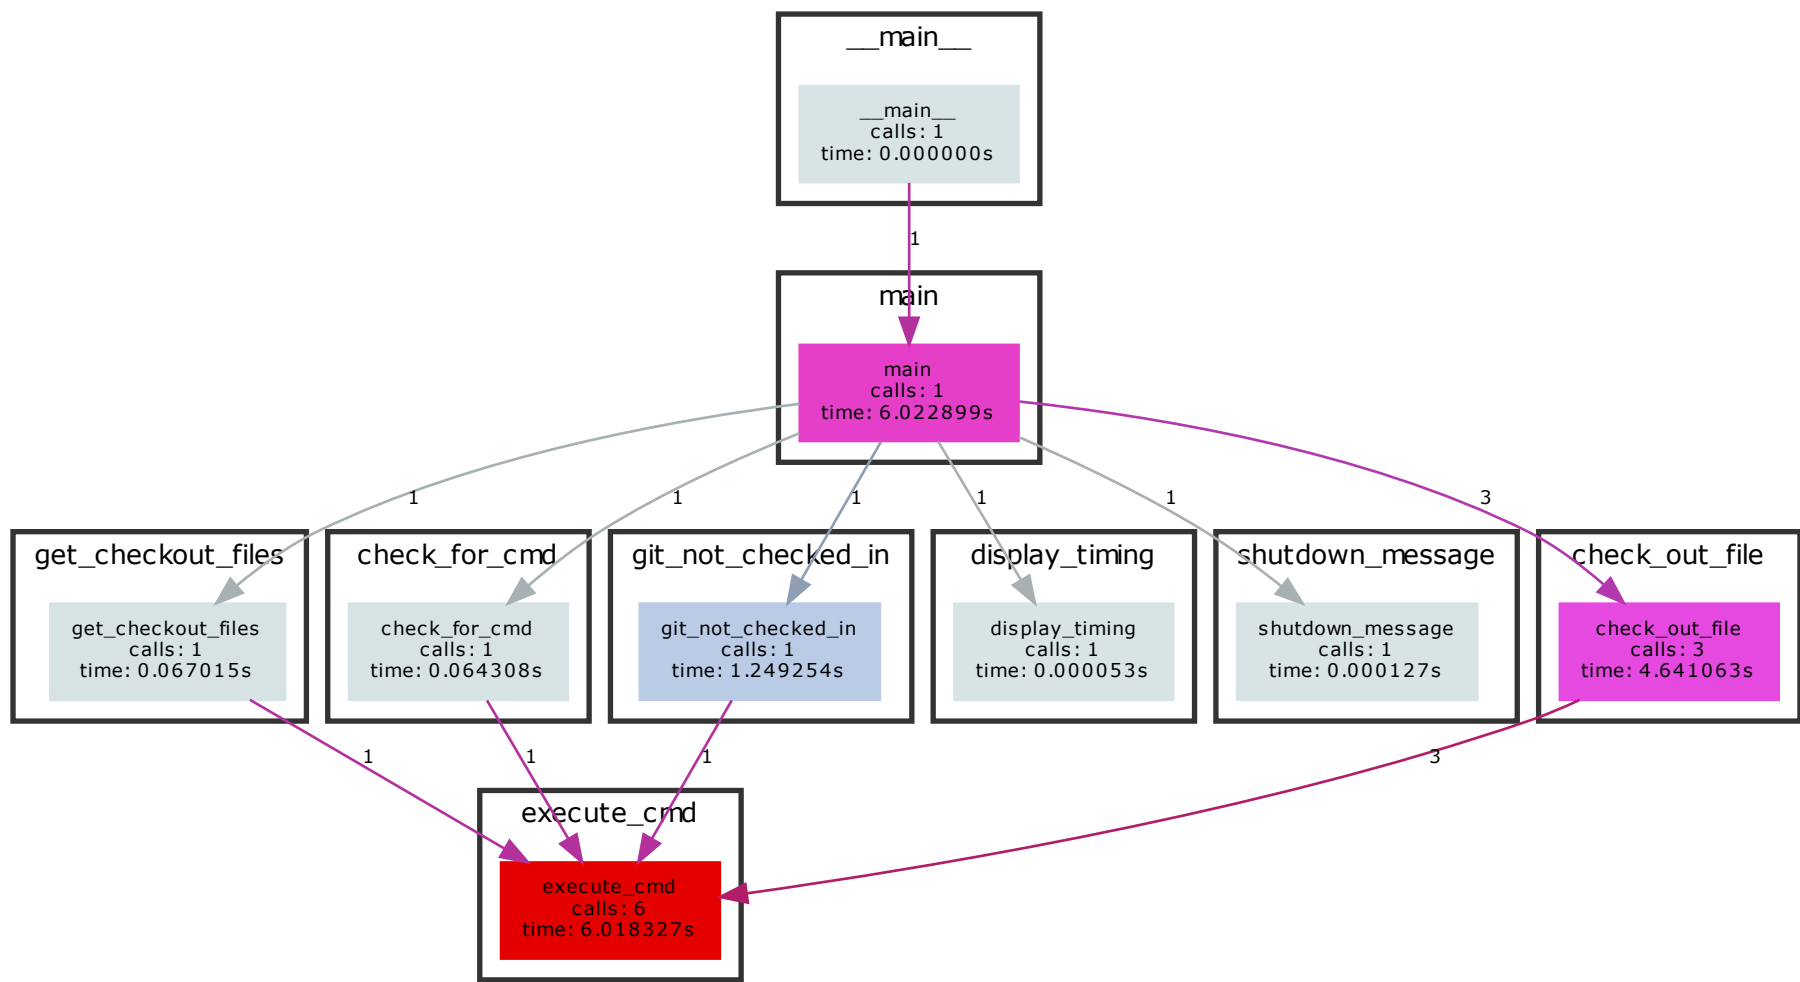 __main__
__main__
calls: 1
time: 0.000000s
1
main
main
calls: 1
time: 6.022899s
1
1
1
1
1
3
get_checkout_files
get_checkout_files
calls: 1
time: 0.067015s
check_for_cmd
check_for_cmd
calls: 1
time: 0.064308s
git_not_checked_in
git_not_checked_in
calls: 1
time: 1.249254s
display_timing
display_timing
calls: 1
time: 0.000053s
shutdown_message
shutdown_message
calls: 1
time: 0.000127s
check_out_file
check_out_file
calls: 3
time: 4.641063s
1
1
1
3
execute_cmd
execute_cmd
calls: 6
time: 6.018327s